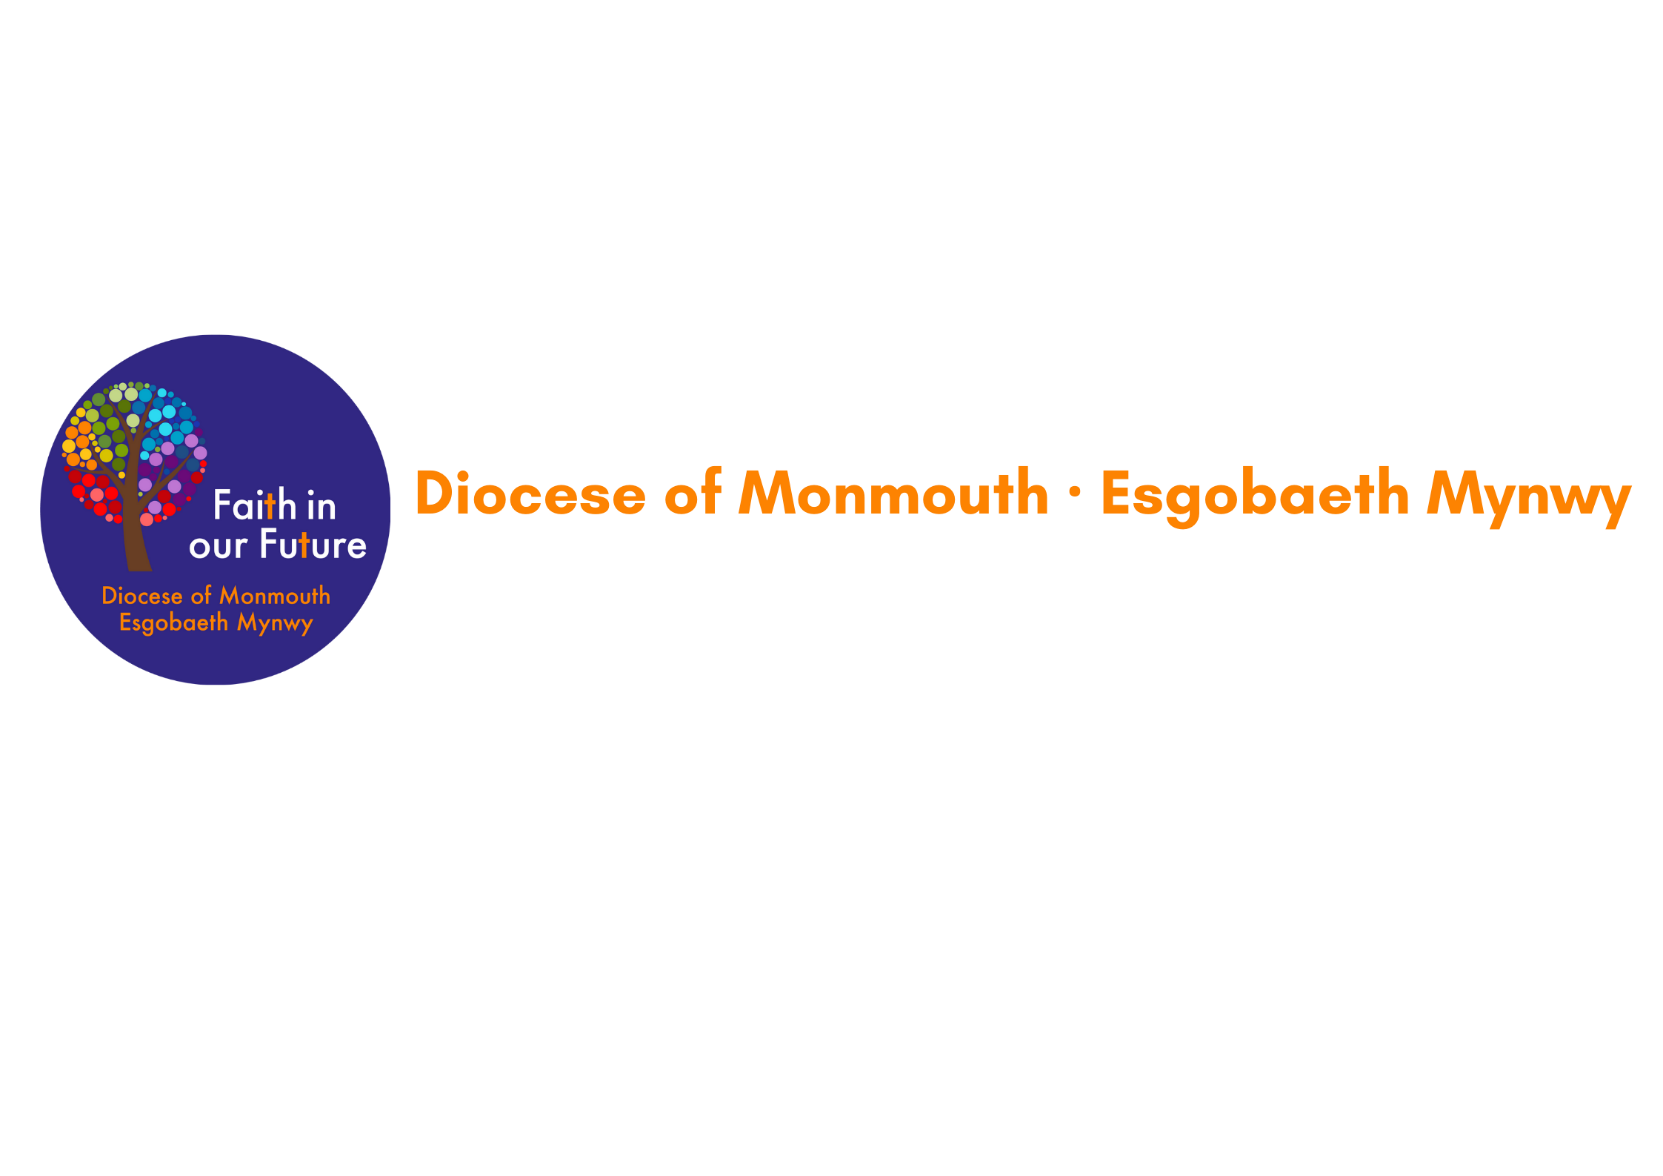 Faith in
our Future
Diocese of Monmouth
Esgobaeth Mynwy
Diocese of Monmouth · Esgobaeth Mynwy